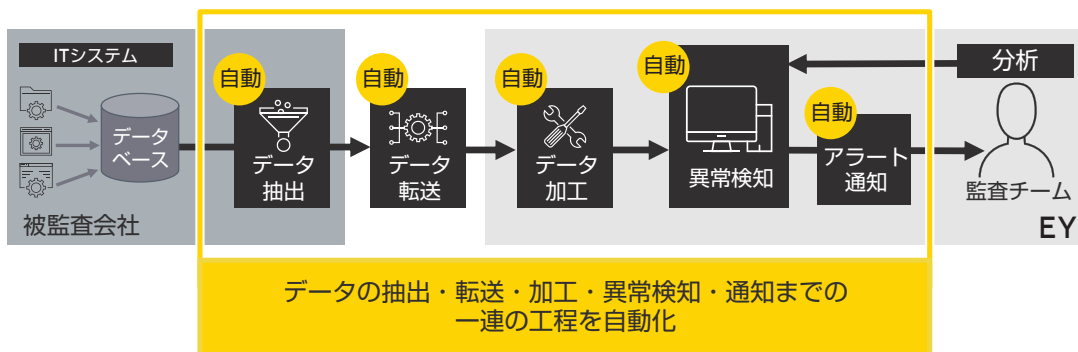 ITシステム
データ
ベース
被監査会社
自動
データ
抽出
自動
データ
転送
自動
データ
加工
自動
異常検知
自動
アラート
通知
分析
監査チーム
EY
データの抽出・転送・加工・異常検知・通知までの
一連の工程を自動化